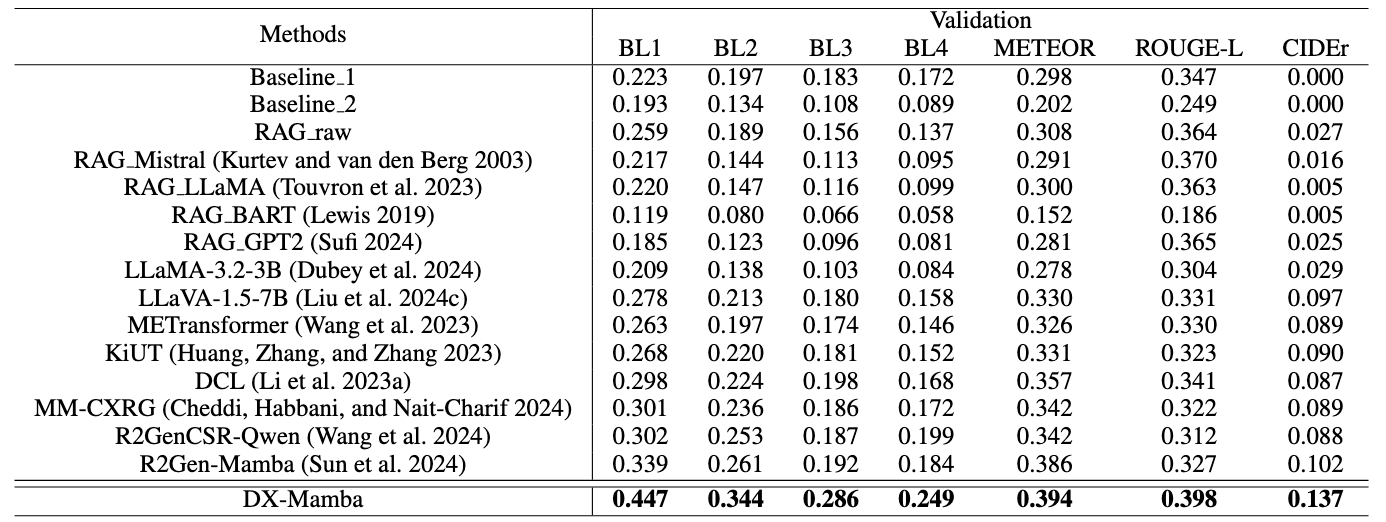 Methods Validation
BL1 BL2 BL3 BL4 METEOR ROUGE-L CIDEr
Baseline_1 0.223 0.197 0.183 0.172 0.298 0.347 0.000
Baseline_2 0.193 0.134 0.108 0.089 0.202 0.249 0.000
RAG_raw 0.259 0.189 0.156 0.137 0.308 0.364 0.027
RAG_Mistral (Kurtev and van den Berg 2003) 0.217 0.144 0.113 0.095 0.291 0.370 0.016
RAG_LLaMA (Touvron et al. 2023) 0.220 0.147 0.116 0.099 0.300 0.363 0.005
RAG_BART (Lewis 2019) 0.119 0.080 0.066 0.058 0.152 0.186 0.005
RAG_GPT2 (Sufi 2024) 0.185 0.123 0.096 0.081 0.281 0.365 0.025
LLaMA-3.2-3B (Dubey et al. 2024) 0.209 0.138 0.103 0.084 0.278 0.304 0.029
LLaVA-1.5-7B (Liu et al. 2024c) 0.278 0.213 0.180 0.158 0.330 0.331 0.097
METransformer (Wang et al. 2023) 0.263 0.197 0.174 0.146 0.326 0.330 0.089
KiUT (Huang, Zhang, and Zhang 2023) 0.268 0.220 0.181 0.152 0.331 0.323 0.090
DCL (Li et al. 2023a) 0.298 0.224 0.198 0.168 0.357 0.341 0.087
MM-CXRG (Cheddi, Habbani, and Nait-Charif 2024) 0.301 0.236 0.186 0.172 0.342 0.322 0.089
R2GenCSR-Qwen (Wang et al. 2024) 0.302 0.253 0.187 0.199 0.342 0.312 0.088
R2Gen-Mamba (Sun et al. 2024) 0.339 0.261 0.192 0.184 0.386 0.327 0.102
DX-Mamba 0.447 0.344 0.286 0.249 0.394 0.398 0.137